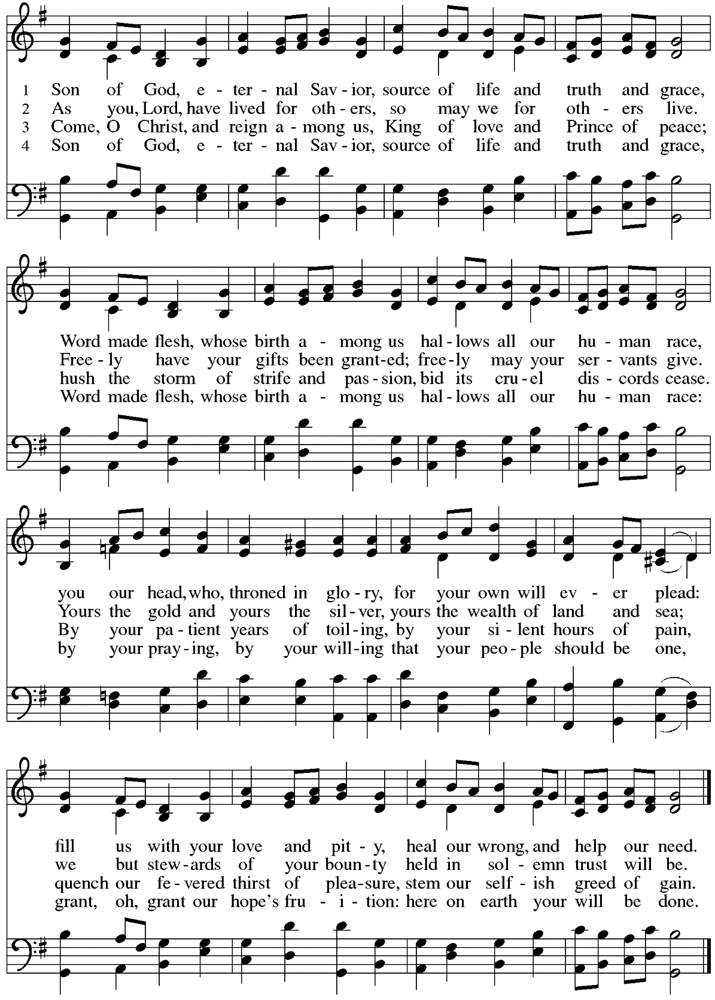 1 Son of God, e - ter - nal Sav - ior, source of life and truth and grace,
2 As you, Lord, have lived for oth - ers, so may we for oth - ers live.
3 Come, O Christ, and reign a - mong us, King of love and Prince of peace;
4 Son of God, e - ter - nal Sav - ior, source of life and truth and grace,
Word made flesh, whose birth a - mong us hal - lows all our hu - man race,
Free - ly have your gifts been grant - ed; free - ly may your ser - vants give.
hush the storm of strife and pas - sion, bid its cru - el dis - cords cease.
Word made flesh, whose birth a - mong us hal - lows all our hu - man race:
you our head, who, throned in glo - ry, for your own will ev - er plead:
Yours the gold and yours the sil - ver, yours the wealth of land and sea;
By your pa - tient years of toil - ing, by your si - lent hours of pain,
by your pray - ing, by your will - ing that your peo - ple should be one,
fill us with your love and pit - y, heal our wrong, and help our need.
we but stew - ards of your boun - ty held in sol - emn trust will be.
quench our fe - vered thirst of plea - sure, stem our self - ish greed of gain.
grant, oh, grant our hope's fru - i - tion: here on earth your will be done.